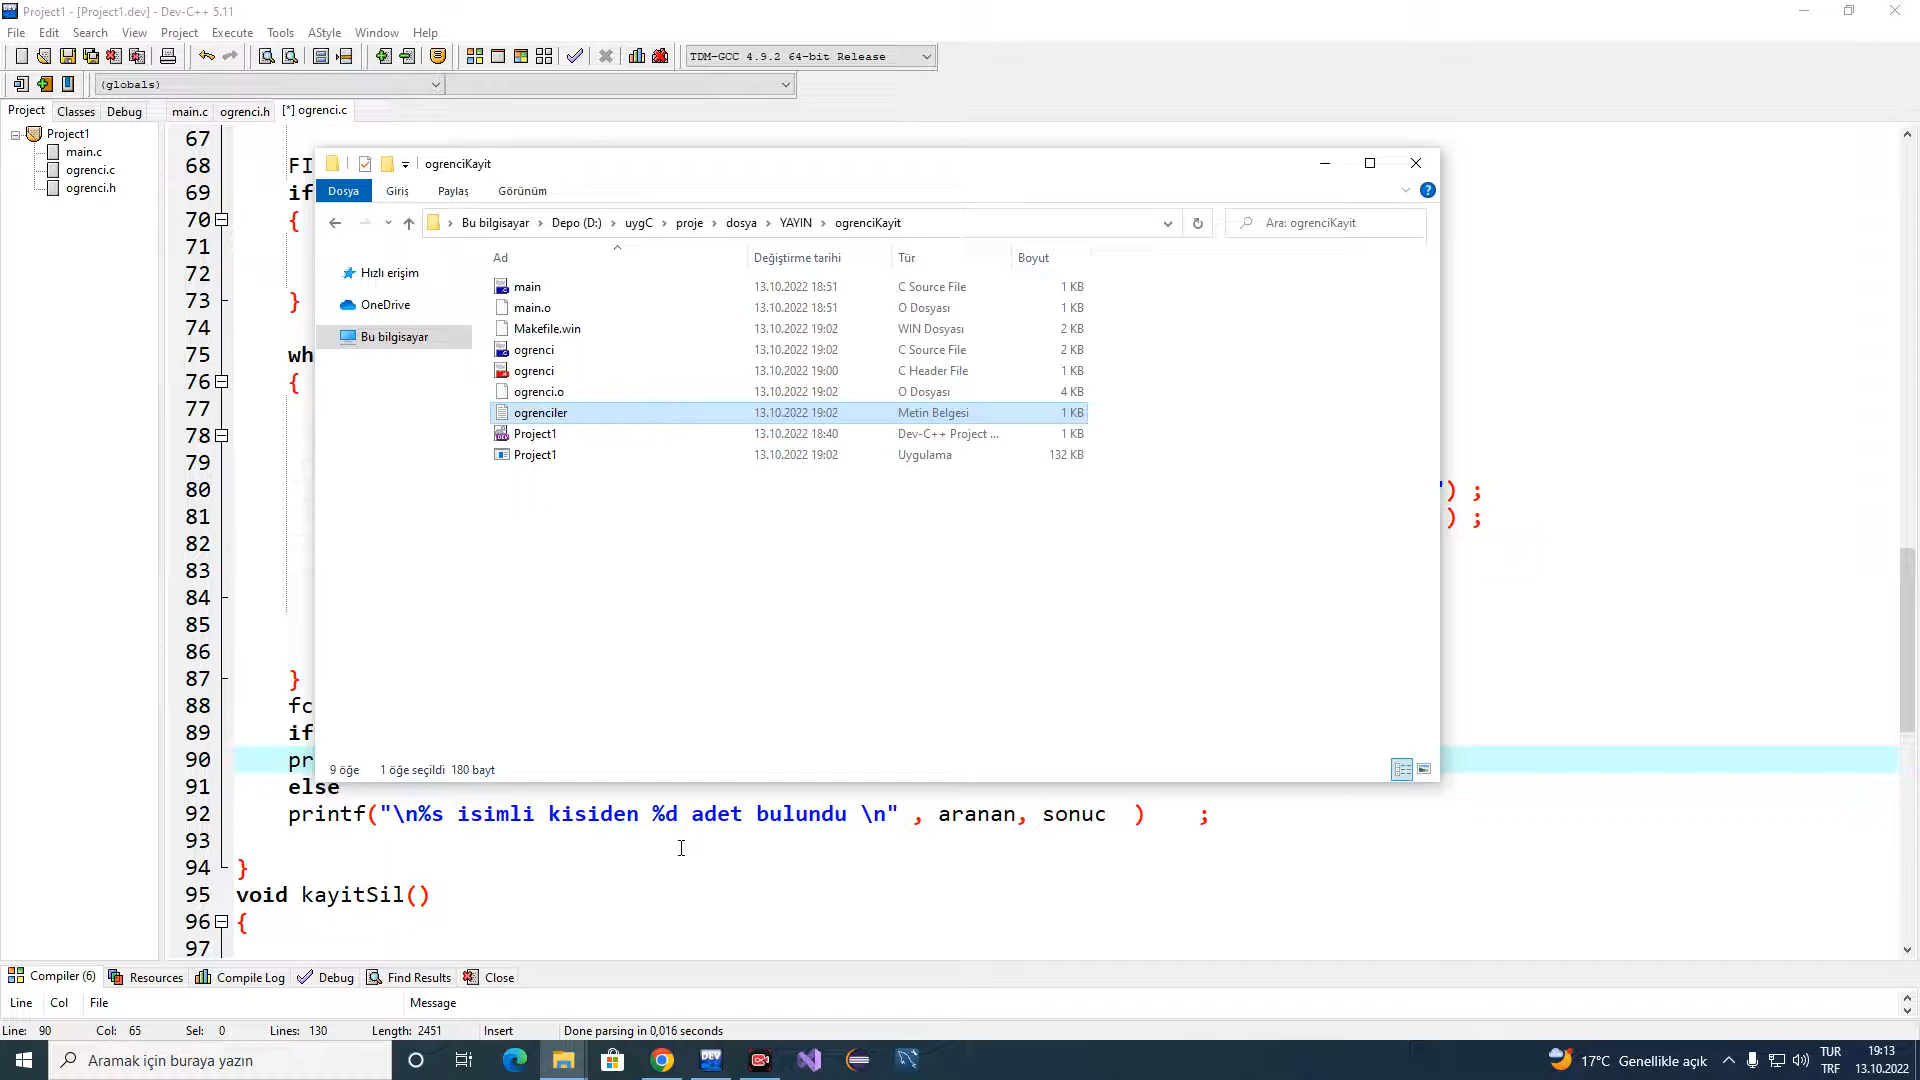 Project1 - [Project1.dev] - Dev-C++ 5.11
File Edit Search View Project Execute Tools AStyle Window Help
TDM-GCC 4.9.2 64-bit Release
(globals)
Project Classes Debug main.c ogrenci.h [*] ogrenci.c
Project1
main.c
ogrenci.c
ogrenci.h
ogrenciKayit
Dosya Giriş Paylaş Görünüm
Bu bilgisayar Depo (D:) uygC proje dosya YAYIN ogrenciKayit
Ara: ogrenciKayit
Hızlı erişim
OneDrive
Bu bilgisayar
Ad Değiştirme tarihi Tür Boyut
main 13.10.2022 18:51 C Source File 1 KB
main.o 13.10.2022 18:51 O Dosyası 1 KB
Makefile.win 13.10.2022 19:02 WIN Dosyası 2 KB
ogrenci 13.10.2022 19:02 C Source File 2 KB
ogrenci 13.10.2022 19:00 C Header File 1 KB
ogrenci.o 13.10.2022 19:02 O Dosyası 4 KB
ogrenciler 13.10.2022 19:02 Metin Belgesi 1 KB
Project1 13.10.2022 18:40 Dev-C++ Project ... 1 KB
Project1 13.10.2022 19:02 Uygulama 132 KB
9 öğe 1 öğe seçildi 180 bayt
67
68 FI
69 if
70 {
71
72
73 }
74
75 wh
76 {
77
78
79
80 ") ;
81 ) ;
82
83
84
85
86
87 }
88 fc
89 if
90 pr
91 else
92 printf("\n%s isimli kisiden %d adet bulundu \n" , aranan, sonuc ) ;
93
94 }
95 void kayitSil()
96 {
97
Compiler (6) Resources Compile Log Debug Find Results Close
Line Col File Message
Line: 90 Col: 65 Sel: 0 Lines: 130 Length: 2451 Insert Done parsing in 0,016 seconds
Aramak için buraya yazın
DEV
17°C Genellikle açık
TUR
TRF
19:13
13.10.2022